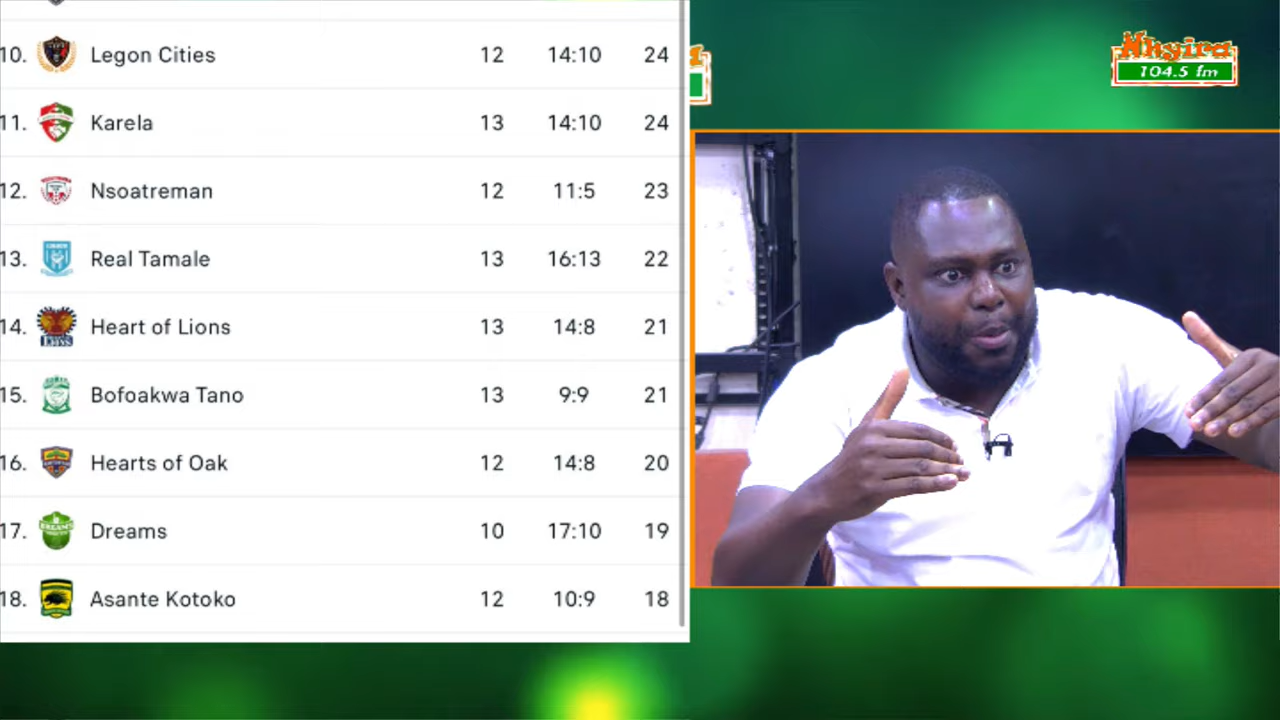 10. Legon Cities 12 14:10 24
11. Karela 13 14:10 24
12. Nsoatreman 12 11:5 23
13. Real Tamale 13 16:13 22
14. Heart of Lions 13 14:8 21
15. Bofoakwa Tano 13 9:9 21
16. Hearts of Oak 12 14:8 20
17. Dreams 10 17:10 19
18. Asante Kotoko 12 10:9 18
Nhyira
104.5 fm